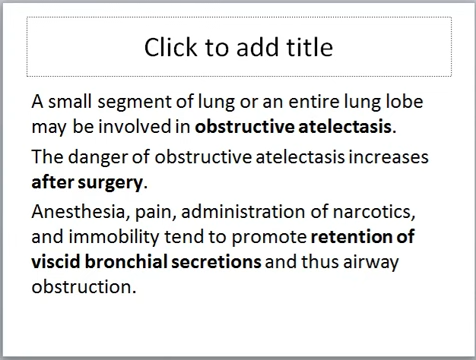 Click to add title
A small segment of lung or an entire lung lobe
may be involved in obstructive atelectasis.
The danger of obstructive atelectasis increases
after surgery.
Anesthesia, pain, administration of narcotics,
and immobility tend to promote retention of
viscid bronchial secretions and thus airway
obstruction.